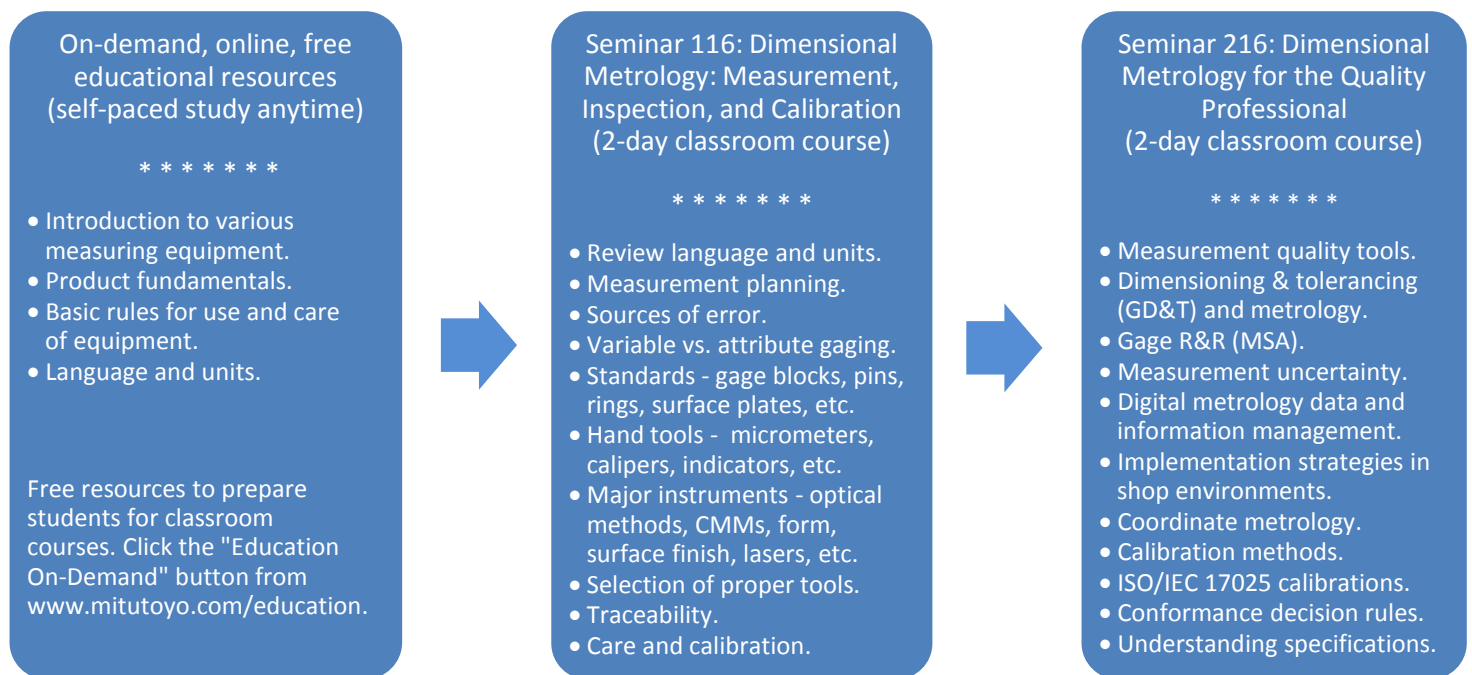 On-demand, online, free
educational resources
(self-paced study anytime)
* * * * * * *
• Introduction to various
measuring equipment.
• Product fundamentals.
• Basic rules for use and care
of equipment.
• Language and units.
Free resources to prepare
students for classroom
courses. Click the "Education
On-Demand" button from
www.mitutoyo.com/education.
Seminar 116: Dimensional
Metrology: Measurement,
Inspection, and Calibration
(2-day classroom course)
* * * * * * *
• Review language and units.
• Measurement planning.
• Sources of error.
• Variable vs. attribute gaging.
• Standards - gage blocks, pins,
rings, surface plates, etc.
• Hand tools - micrometers,
calipers, indicators, etc.
• Major instruments - optical
methods, CMMs, form,
surface finish, lasers, etc.
• Selection of proper tools.
• Traceability.
• Care and calibration.
Seminar 216: Dimensional
Metrology for the Quality
Professional
(2-day classroom course)
* * * * * * *
• Measurement quality tools.
• Dimensioning & tolerancing
(GD&T) and metrology.
• Gage R&R (MSA).
• Measurement uncertainty.
• Digital metrology data and
information management.
• Implementation strategies in
shop environments.
• Coordinate metrology.
• Calibration methods.
• ISO/IEC 17025 calibrations.
• Conformance decision rules.
• Understanding specifications.